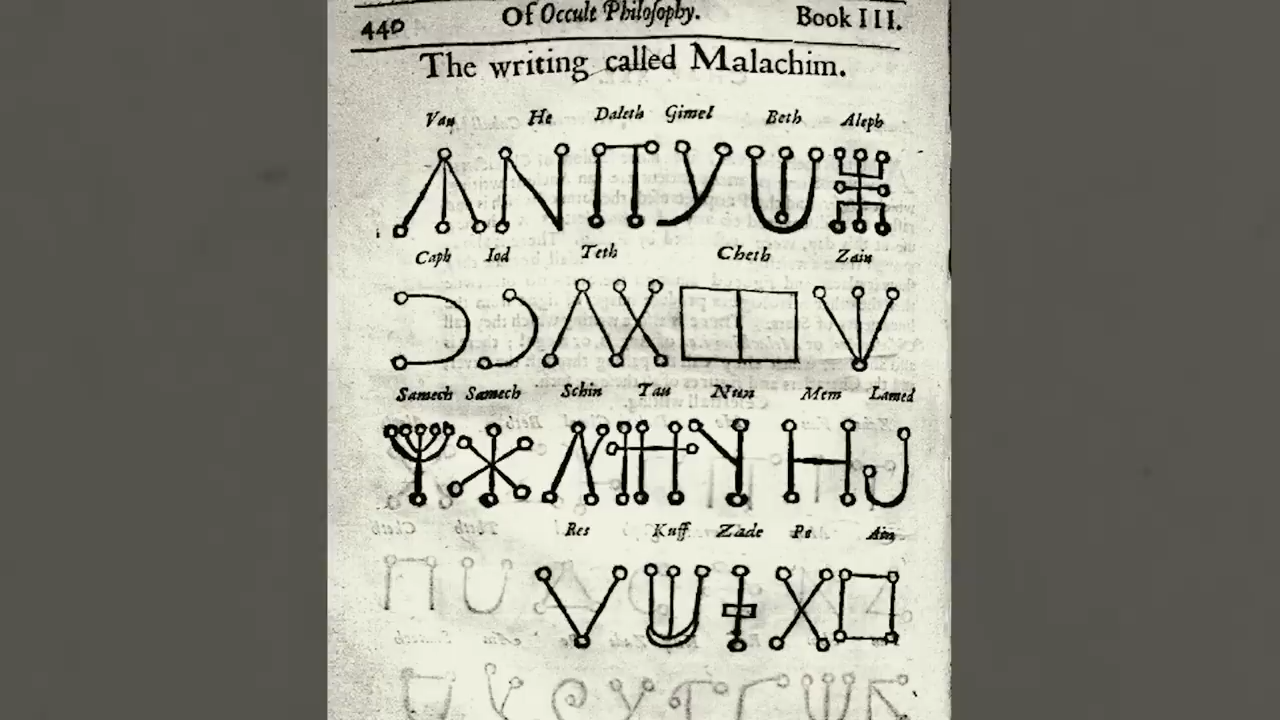 440 Of Occult Philoſophy. Book III.
The writing called Malachim.
Vau He Daleth Gimel Beth Aleph
Caph Iod Teth Cheth Zain
Samech Samech Schin Tau Nun Mem Lamed
Res Kuff Zade Pe Ain